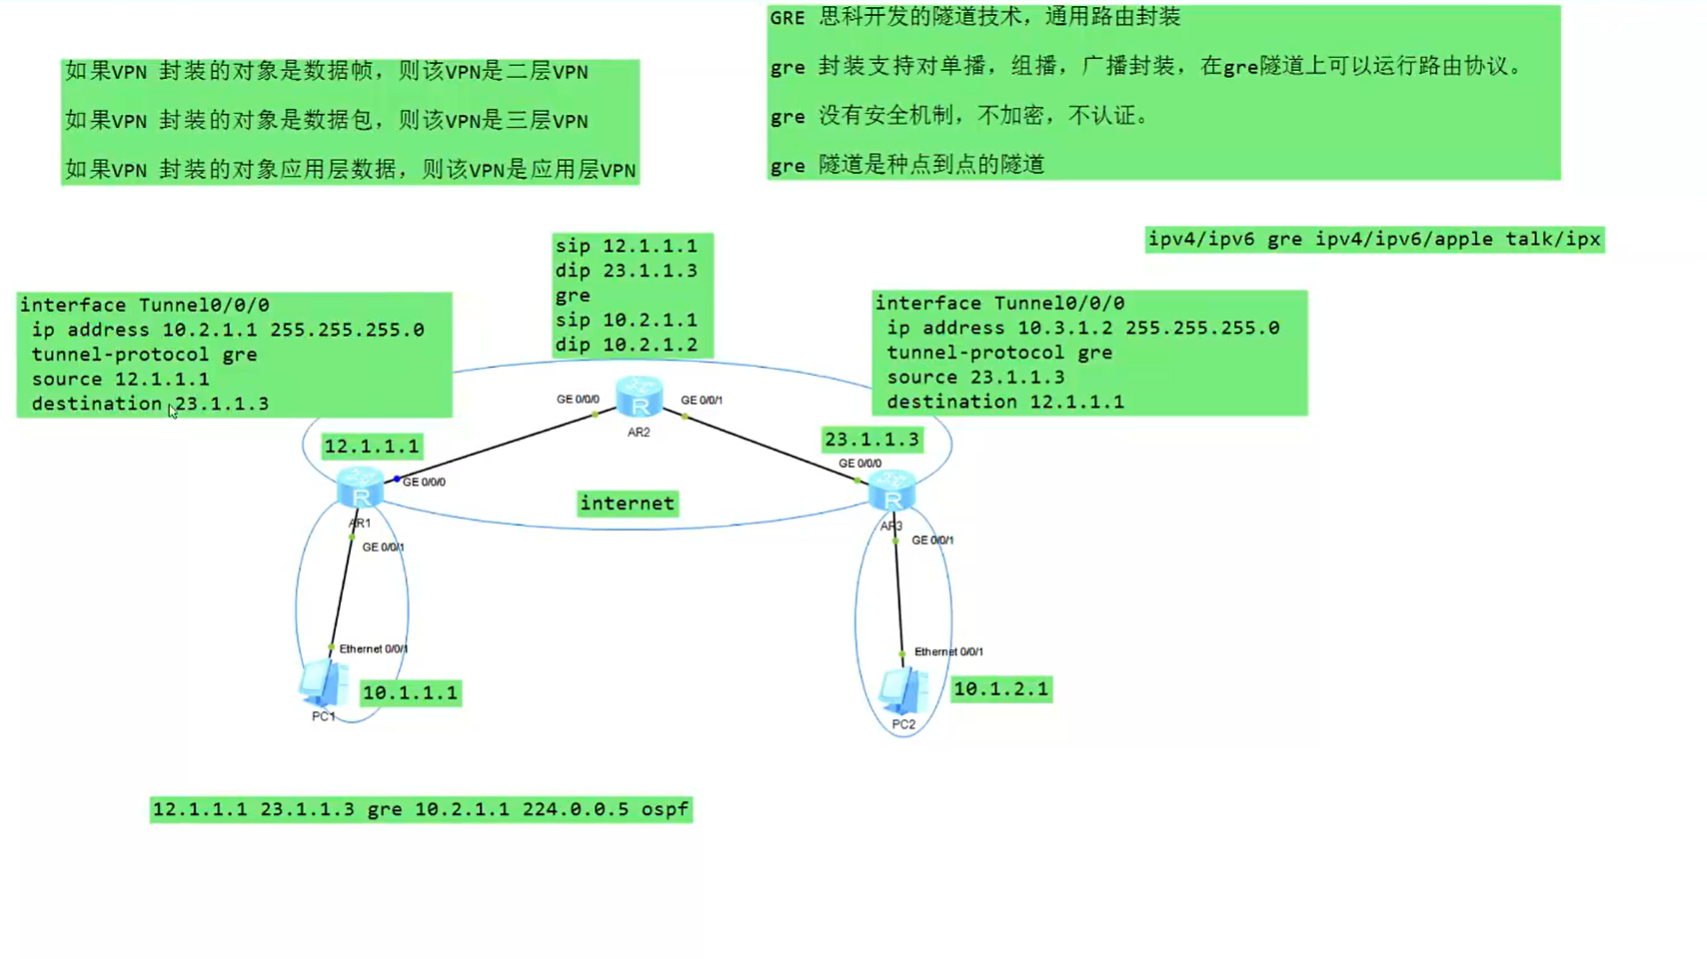 GRE 思科开发的隧道技术，通用路由封装
gre 封装支持对单播，组播，广播封装，在gre隧道上可以运行路由协议。
gre 没有安全机制，不加密，不认证。
gre 隧道是种点到点的隧道
如果VPN 封装的对象是数据帧，则该VPN是二层VPN
如果VPN 封装的对象是数据包，则该VPN是三层VPN
如果VPN 封装的对象应用层数据，则该VPN是应用层VPN
ipv4/ipv6 gre ipv4/ipv6/apple talk/ipx
sip 12.1.1.1
dip 23.1.1.3
gre
sip 10.2.1.1
dip 10.2.1.2
interface Tunnel0/0/0
ip address 10.2.1.1 255.255.255.0
tunnel-protocol gre
source 12.1.1.1
destination 23.1.1.3
interface Tunnel0/0/0
ip address 10.3.1.2 255.255.255.0
tunnel-protocol gre
source 23.1.1.3
destination 12.1.1.1
GE 0/0/0
R
GE 0/0/1
AR2
12.1.1.1
23.1.1.3
GE 0/0/0
GE 0/0/0
R
R
internet
AR1
AR3
GE 0/0/1
GE 0/0/1
Ethernet 0/0/1
Ethernet 0/0/1
10.1.1.1
10.1.2.1
PC1
PC2
12.1.1.1 23.1.1.3 gre 10.2.1.1 224.0.0.5 ospf